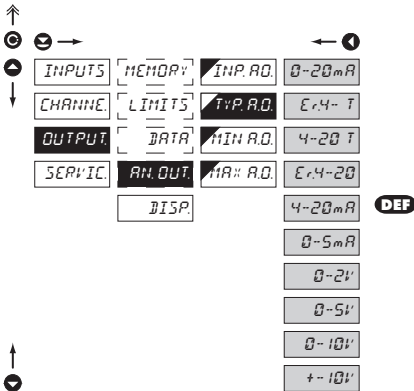 INPUTS MEMORY INP. A.O. 0-20mA
CHANNE. LIMITS TYP. A.O. Er.4- T
OUTPUT. DATA MIN A.O. 4-20 T
SERVIC. AN. OUT. MAX A.O. Er.4-20
DISP. 4-20mA DEF
0-5mA
0-2V
0-5V
0-10V
+-10V